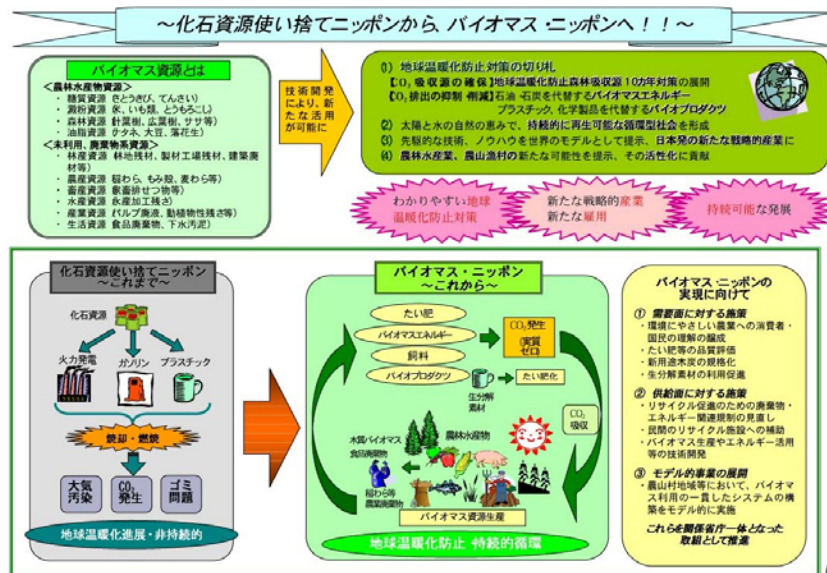 ～化石資源使い捨てニッポンから、バイオマス・ニッポンへ！！～
バイオマス資源とは
＜農林水産物資源＞
・ 糖質資源（さとうきび、てんさい）
・ 澱粉資源（米、いも類、とうもろこし）
・ 森林資源（針葉樹、広葉樹、ササ等）
・ 油脂資源（ナタネ、大豆、落花生）
＜未利用、廃棄物系資源＞
・ 林産資源（林地残材、製材工場残材、建築廃
材等）
・ 農産資源（稲わら、もみ殻、麦わら等）
・ 畜産資源（家畜排せつ物等）
・ 水産資源（水産加工残さ）
・ 産業資源（パルプ廃液、動植物性残さ等）
・ 生活資源（食品廃棄物、下水汚泥）
技術開発
により、新
たな活用
が可能に
(1) 地球温暖化防止対策の切り札
【CO₂吸収源の確保】地球温暖化防止森林吸収源10カ年対策の展開
【CO₂排出の抑制・削減】石油・石炭を代替するバイオマスエネルギー
プラスチック、化学製品を代替するバイオプロダクツ
(2) 太陽と水の自然の恵みで、持続的に再生可能な循環型社会を形成
(3) 先駆的な技術、ノウハウを世界のモデルとして提示、日本発の新たな戦略的産業に
(4) 農林水産業、農山漁村の新たな可能性を提示、その活性化に貢献
わかりやすい地球
温暖化防止対策
新たな戦略的産業
新たな雇用
持続可能な発展
化石資源使い捨てニッポン
～これまで～
化石資源
火力発電
ガソリン
プラスチック
焼却・燃焼
大気
汚染
CO₂
発生
ゴミ
問題
地球温暖化進展・非持続的
バイオマス・ニッポン
～これから～
たい肥
バイオマスエネルギー
飼料
バイオプロダクツ
CO₂発生
(実質
ゼロ)
生分解
素材
たい肥化
CO₂
吸収
農林水産物
木質バイオマス
食品廃棄物
稲わら等
農業廃棄物
バイオマス資源生産
地球温暖化防止・持続的循環
バイオマス・ニッポンの
実現に向けて
① 需要面に対する施策
・環境にやさしい農業への消費者・
国民の理解の醸成
・たい肥等の品質評価
・新用途木炭の規格化
・生分解素材の利用促進
② 供給面に対する施策
・リサイクル促進のための廃棄物・
エネルギー関連規制の見直し
・民間のリサイクル施設への補助
・バイオマス生産やエネルギー活用
等の技術開発
③ モデル的事業の展開
・農山村地域等において、バイオマ
ス利用の一貫したシステムの構
築をモデル的に実施
これらを関係省庁一体となった
取組として推進